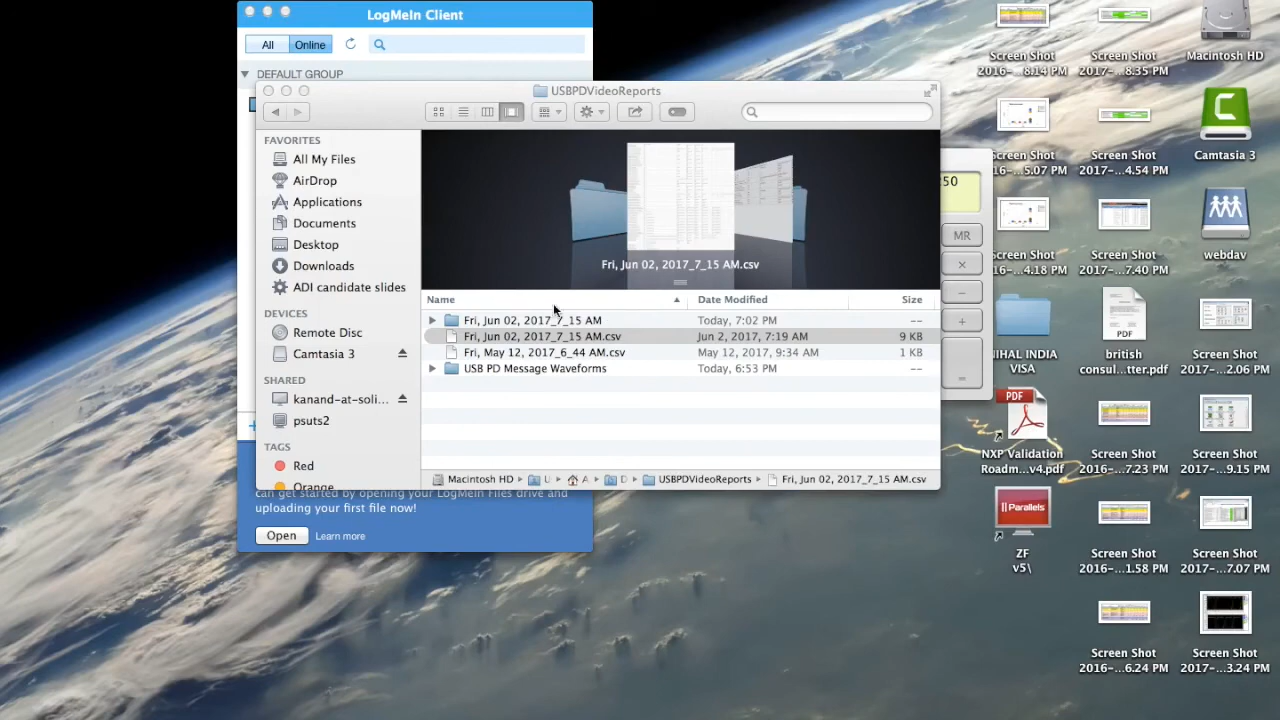 LogMeIn Client
All
Online
DEFAULT GROUP
USBPDVideoReports
FAVORITES
All My Files
AirDrop
Applications
Documents
Desktop
Downloads
ADI candidate slides
DEVICES
Remote Disc
Camtasia 3
SHARED
kanand-at-soli...
psuts2
TAGS
Red
Orange
Fri, Jun 02, 2017_7_15 AM.csv
Name
Date Modified
Size
Fri, Jun 02, 2017_7_15 AM
Today, 7:02 PM
--
Fri, Jun 02, 2017_7_15 AM.csv
Jun 2, 2017, 7:19 AM
9 KB
Fri, May 12, 2017_6_44 AM.csv
May 12, 2017, 9:34 AM
1 KB
USB PD Message Waveforms
Today, 6:53 PM
--
Macintosh HD
U
A
D
USBPDVideoReports
Fri, Jun 02, 2017_7_15 AM.csv
can get started by opening your LogMeIn Files drive and
uploading your first file now!
Open
Learn more
50
MR
×
−
+
=
Screen Shot
2016-...8.14 PM
Screen Shot
2017-...8.35 PM
Macintosh HD
Screen Shot
2016-...5.07 PM
Screen Shot
2017-...4.54 PM
Camtasia 3
Screen Shot
2016-...4.18 PM
Screen Shot
2017-...7.40 PM
webdav
NIHAL INDIA
VISA
PDF
british
consul...tter.pdf
Screen Shot
2017-...2.06 PM
PDF
NXP Validation
Roadm...v4.pdf
Screen Shot
2016-...7.23 PM
Screen Shot
2017-...9.15 PM
Parallels
ZF
v5\
Screen Shot
2016-...1.58 PM
Screen Shot
2017-...7.07 PM
Screen Shot
2016-...6.24 PM
Screen Shot
2017-...3.24 PM